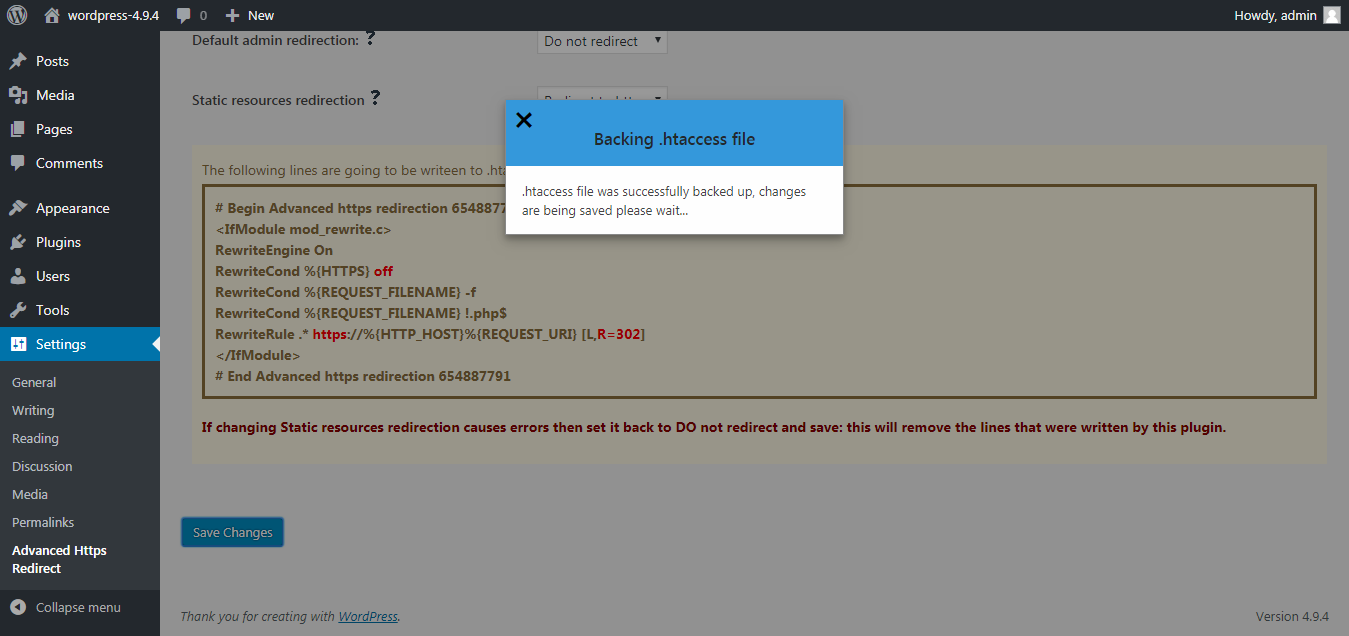 wordpress-4.9.4 0 New Howdy, admin
Posts
Media
Pages
Comments
Appearance
Plugins
Users
Tools
Settings
General
Writing
Reading
Discussion
Media
Permalinks
Advanced Https
Redirect
Collapse menu
Default admin redirection: ? Do not redirect
Static resources redirection ?
Backing .htaccess file
.htaccess file was successfully backed up, changes
are being saved please wait...
The following lines are going to be writeen to
# Begin Advanced https redirection
<IfModule mod_rewrite.c>
RewriteEngine On
RewriteCond %{HTTPS} off
RewriteCond %{REQUEST_FILENAME} -f
RewriteCond %{REQUEST_FILENAME} !.php$
RewriteRule .* https://%{HTTP_HOST}%{REQUEST_URI} [L,R=302]
</IfModule>
# End Advanced https redirection 654887791
If changing Static resources redirection causes errors then set it back to DO not redirect and save: this will remove the lines that were written by this plugin.
Save Changes
Thank you for creating with WordPress. Version 4.9.4